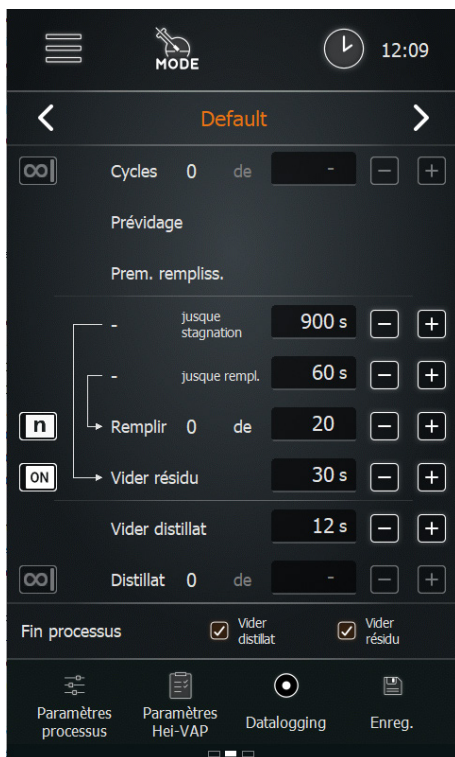 MODE
12:09
Default
Cycles 0 de -
Prévidage
Prem. rempliss.
- jusque stagnation 900 s
- jusque rempl. 60 s
n Remplir 0 de 20
ON Vider résidu 30 s
Vider distillat 12 s
Distillat 0 de -
Fin processus
Vider distillat
Vider résidu
Paramètres processus
Paramètres Hei-VAP
Datalogging
Enreg.